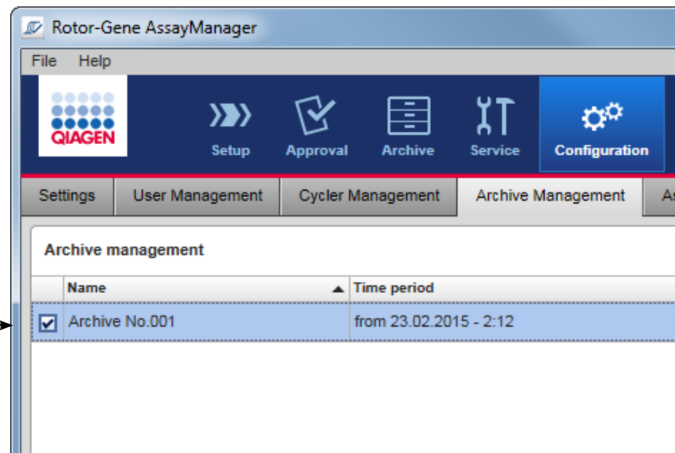 Rotor-Gene AssayManager
File Help
QIAGEN
Setup Approval Archive Service Configuration
Settings User Management Cycler Management Archive Management
Archive management
Name Time period
Archive No.001 from 23.02.2015 - 2:12